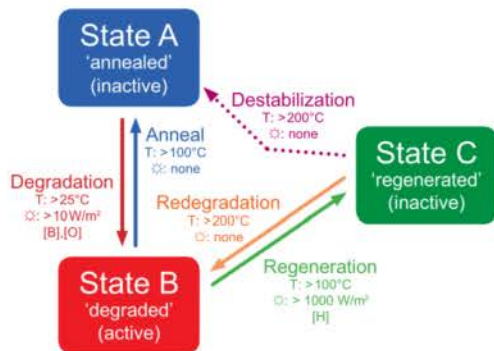 State A
'annealed'
(inactive)
Destabilization
T: >200°C
☼: none
Anneal
T: >100°C
☼: none
State C
'regenerated'
(inactive)
Degradation
T: >25°C
☼: >10 W/m²
[B],[O]
Redegradation
T: >200°C
☼: none
State B
'degraded'
(active)
Regeneration
T: >100°C
☼: > 1000 W/m²
[H]